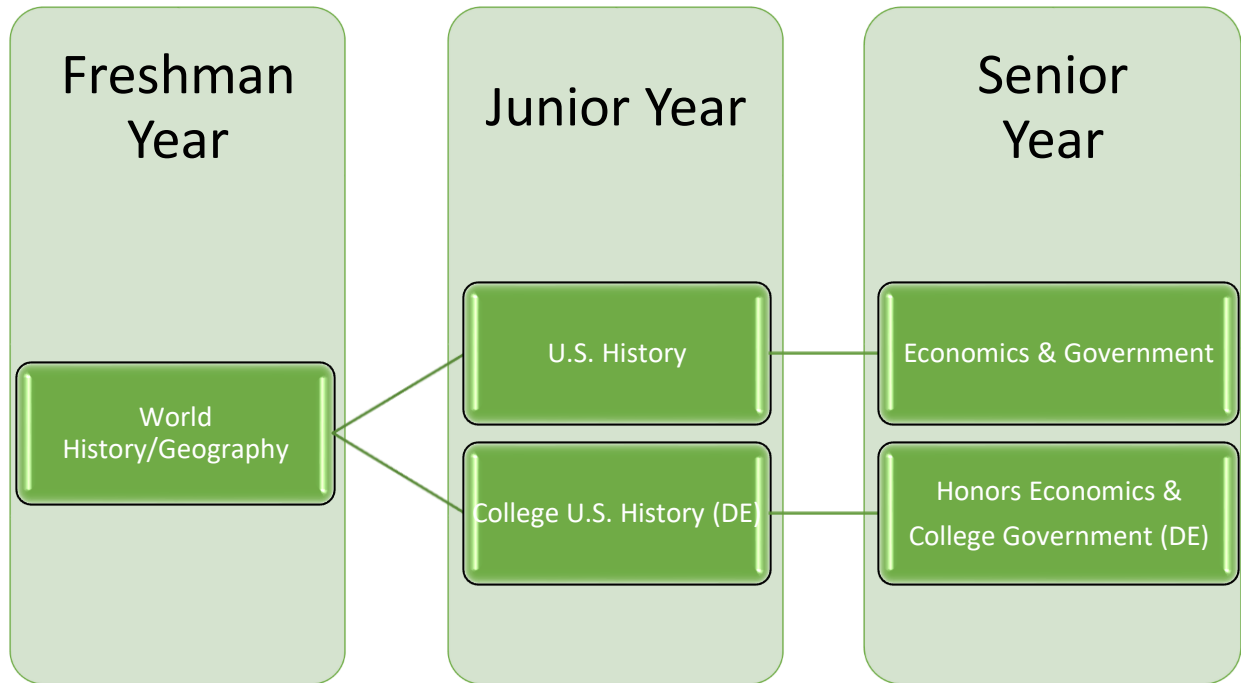 Freshman
Year
World
History/Geography
Junior Year
U.S. History
College U.S. History (DE)
Senior
Year
Economics & Government
Honors Economics &
College Government (DE)